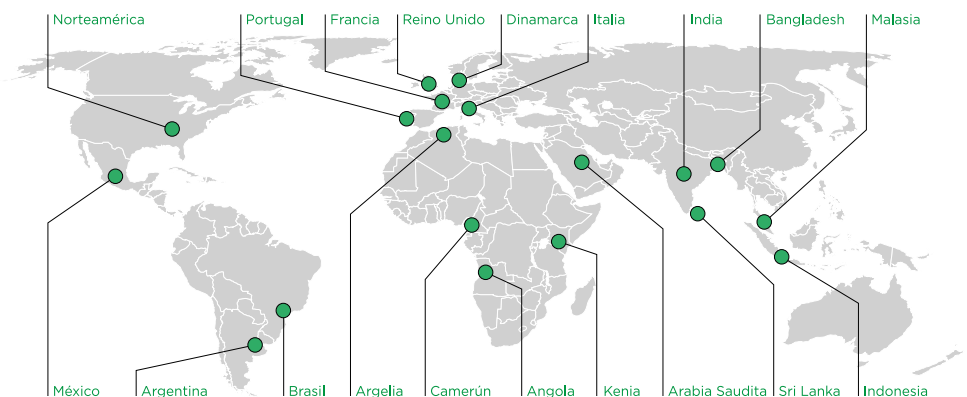 Norteamérica
Portugal
Francia
Reino Unido
Dinamarca
Italia
India
Bangladesh
Malasia
México
Argentina
Brasil
Argelia
Camerún
Angola
Kenia
Arabia Saudita
Sri Lanka
Indonesia